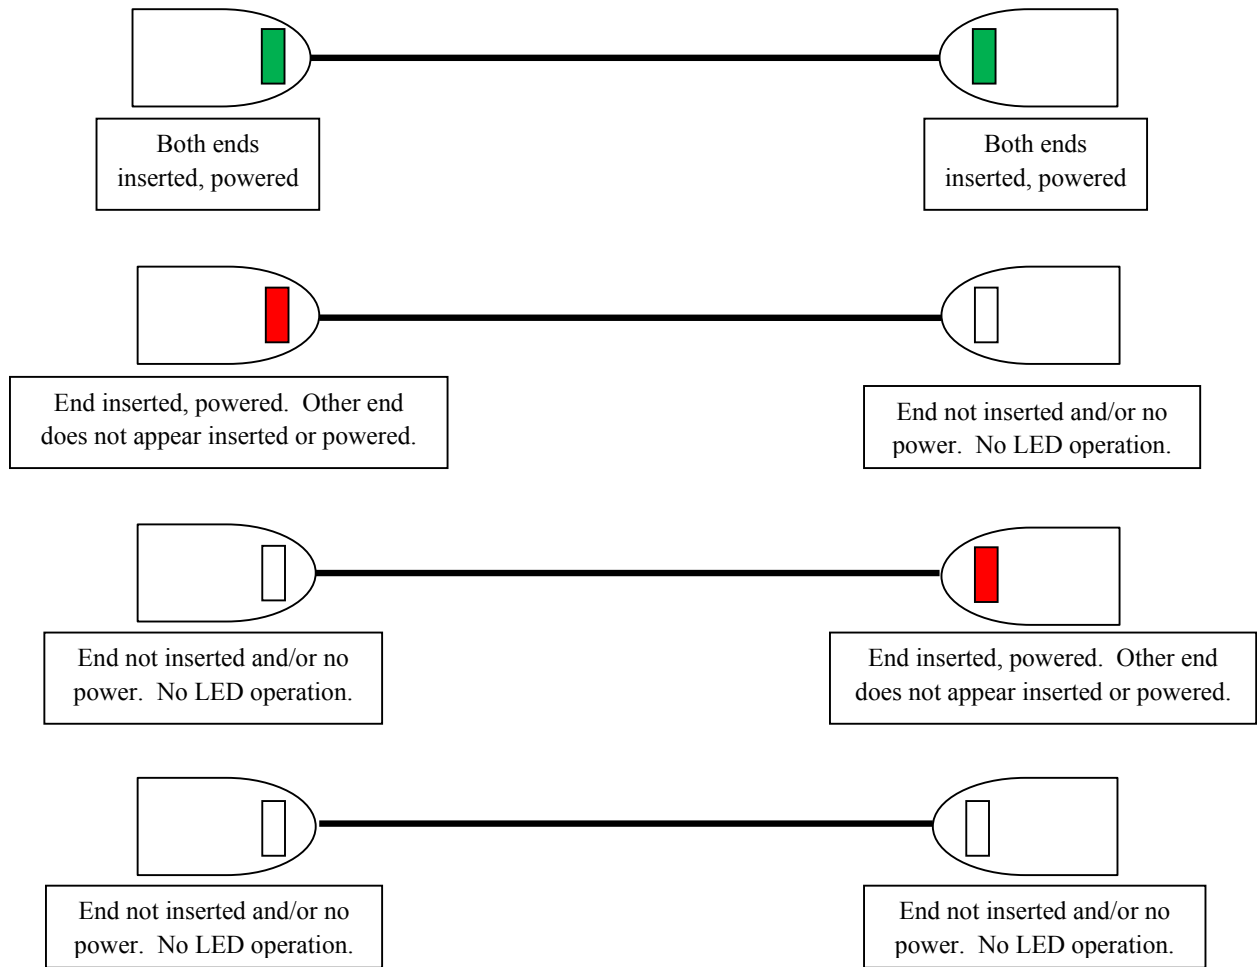 Both ends
inserted, powered
Both ends
inserted, powered
End inserted, powered.  Other end
does not appear inserted or powered.
End not inserted and/or no
power.  No LED operation.
End not inserted and/or no
power.  No LED operation.
End inserted, powered.  Other end
does not appear inserted or powered.
End not inserted and/or no
power.  No LED operation.
End not inserted and/or no
power.  No LED operation.